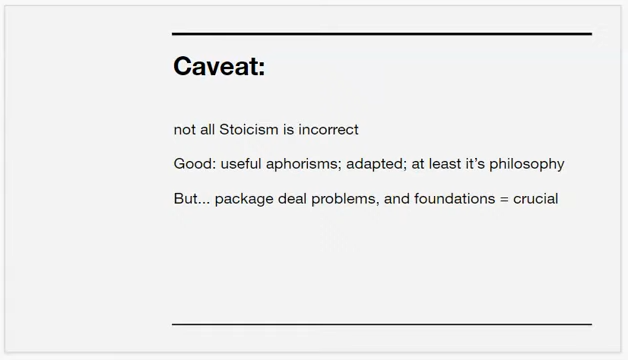 Caveat:
not all Stoicism is incorrect
Good: useful aphorisms; adapted; at least it’s philosophy
But... package deal problems, and foundations = crucial